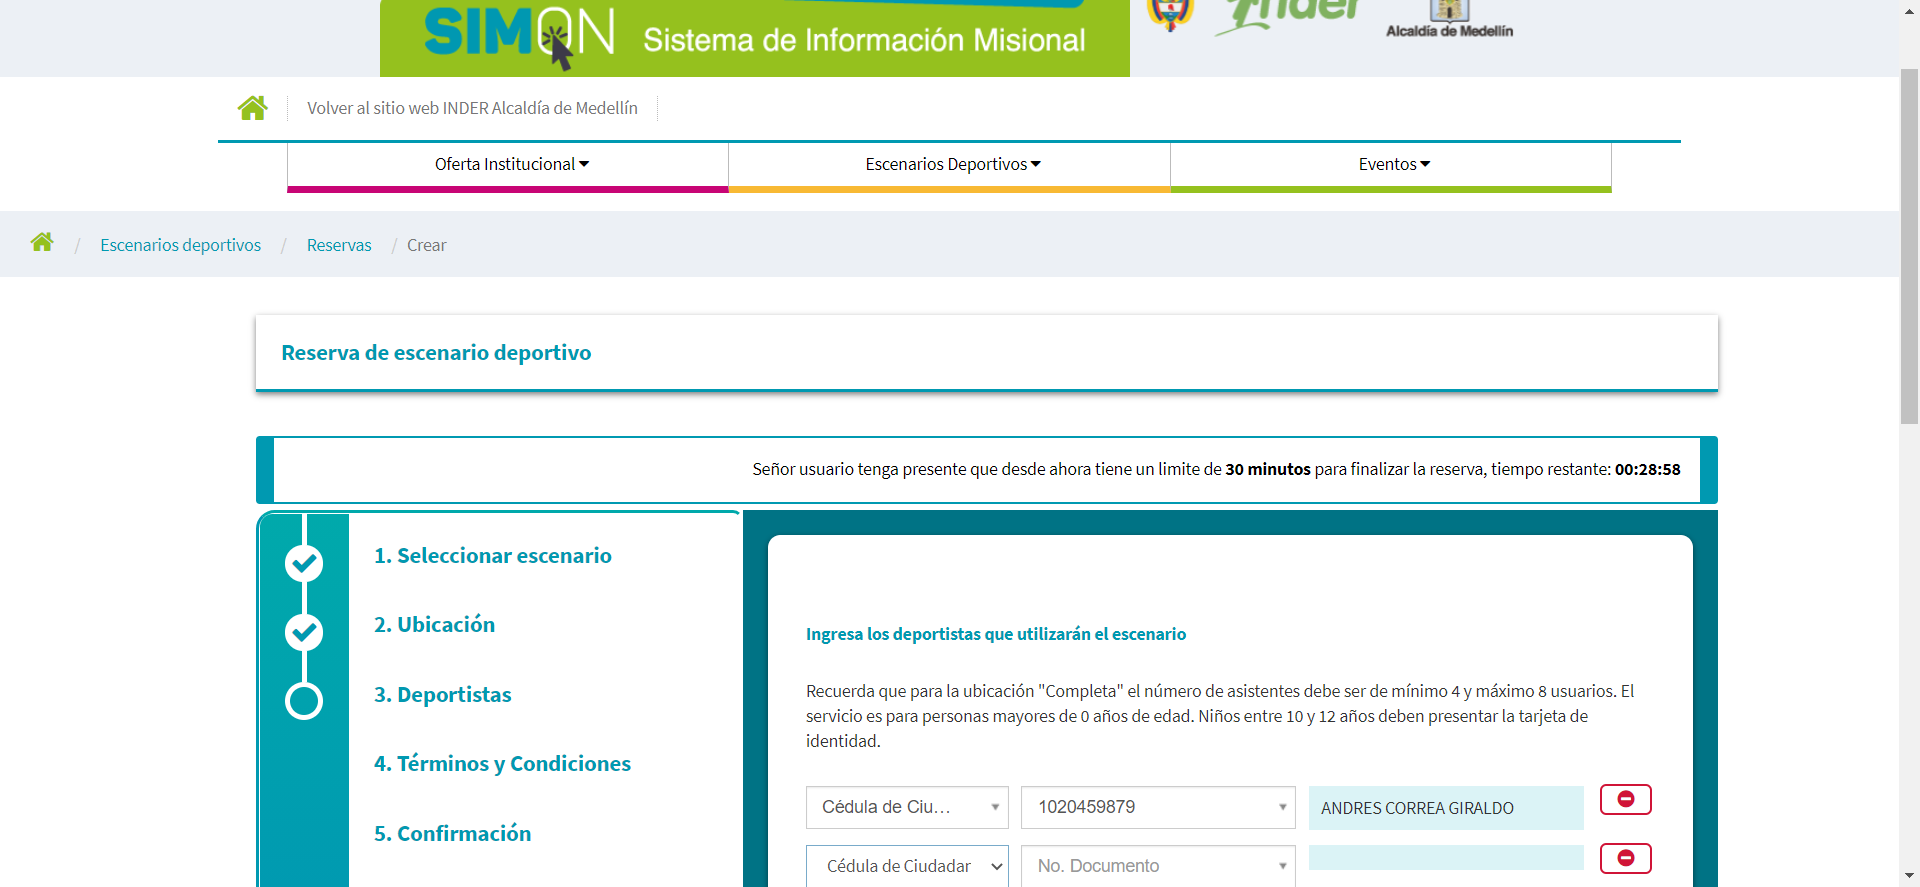 SIMON Sistema de Información Misional
Inder
Alcaldía de Medellín
Volver al sitio web INDER Alcaldía de Medellín
Oferta Institucional
Escenarios Deportivos
Eventos
/ Escenarios deportivos / Reservas / Crear
Reserva de escenario deportivo
Señor usuario tenga presente que desde ahora tiene un limite de 30 minutos para finalizar la reserva, tiempo restante: 00:28:58
1. Seleccionar escenario
2. Ubicación
3. Deportistas
4. Términos y Condiciones
5. Confirmación
Ingresa los deportistas que utilizarán el escenario
Recuerda que para la ubicación "Completa" el número de asistentes debe ser de mínimo 4 y máximo 8 usuarios. El
servicio es para personas mayores de 0 años de edad. Niños entre 10 y 12 años deben presentar la tarjeta de
identidad.
Cédula de Ciu... 1020459879 ANDRES CORREA GIRALDO
Cédula de Ciudadar No. Documento